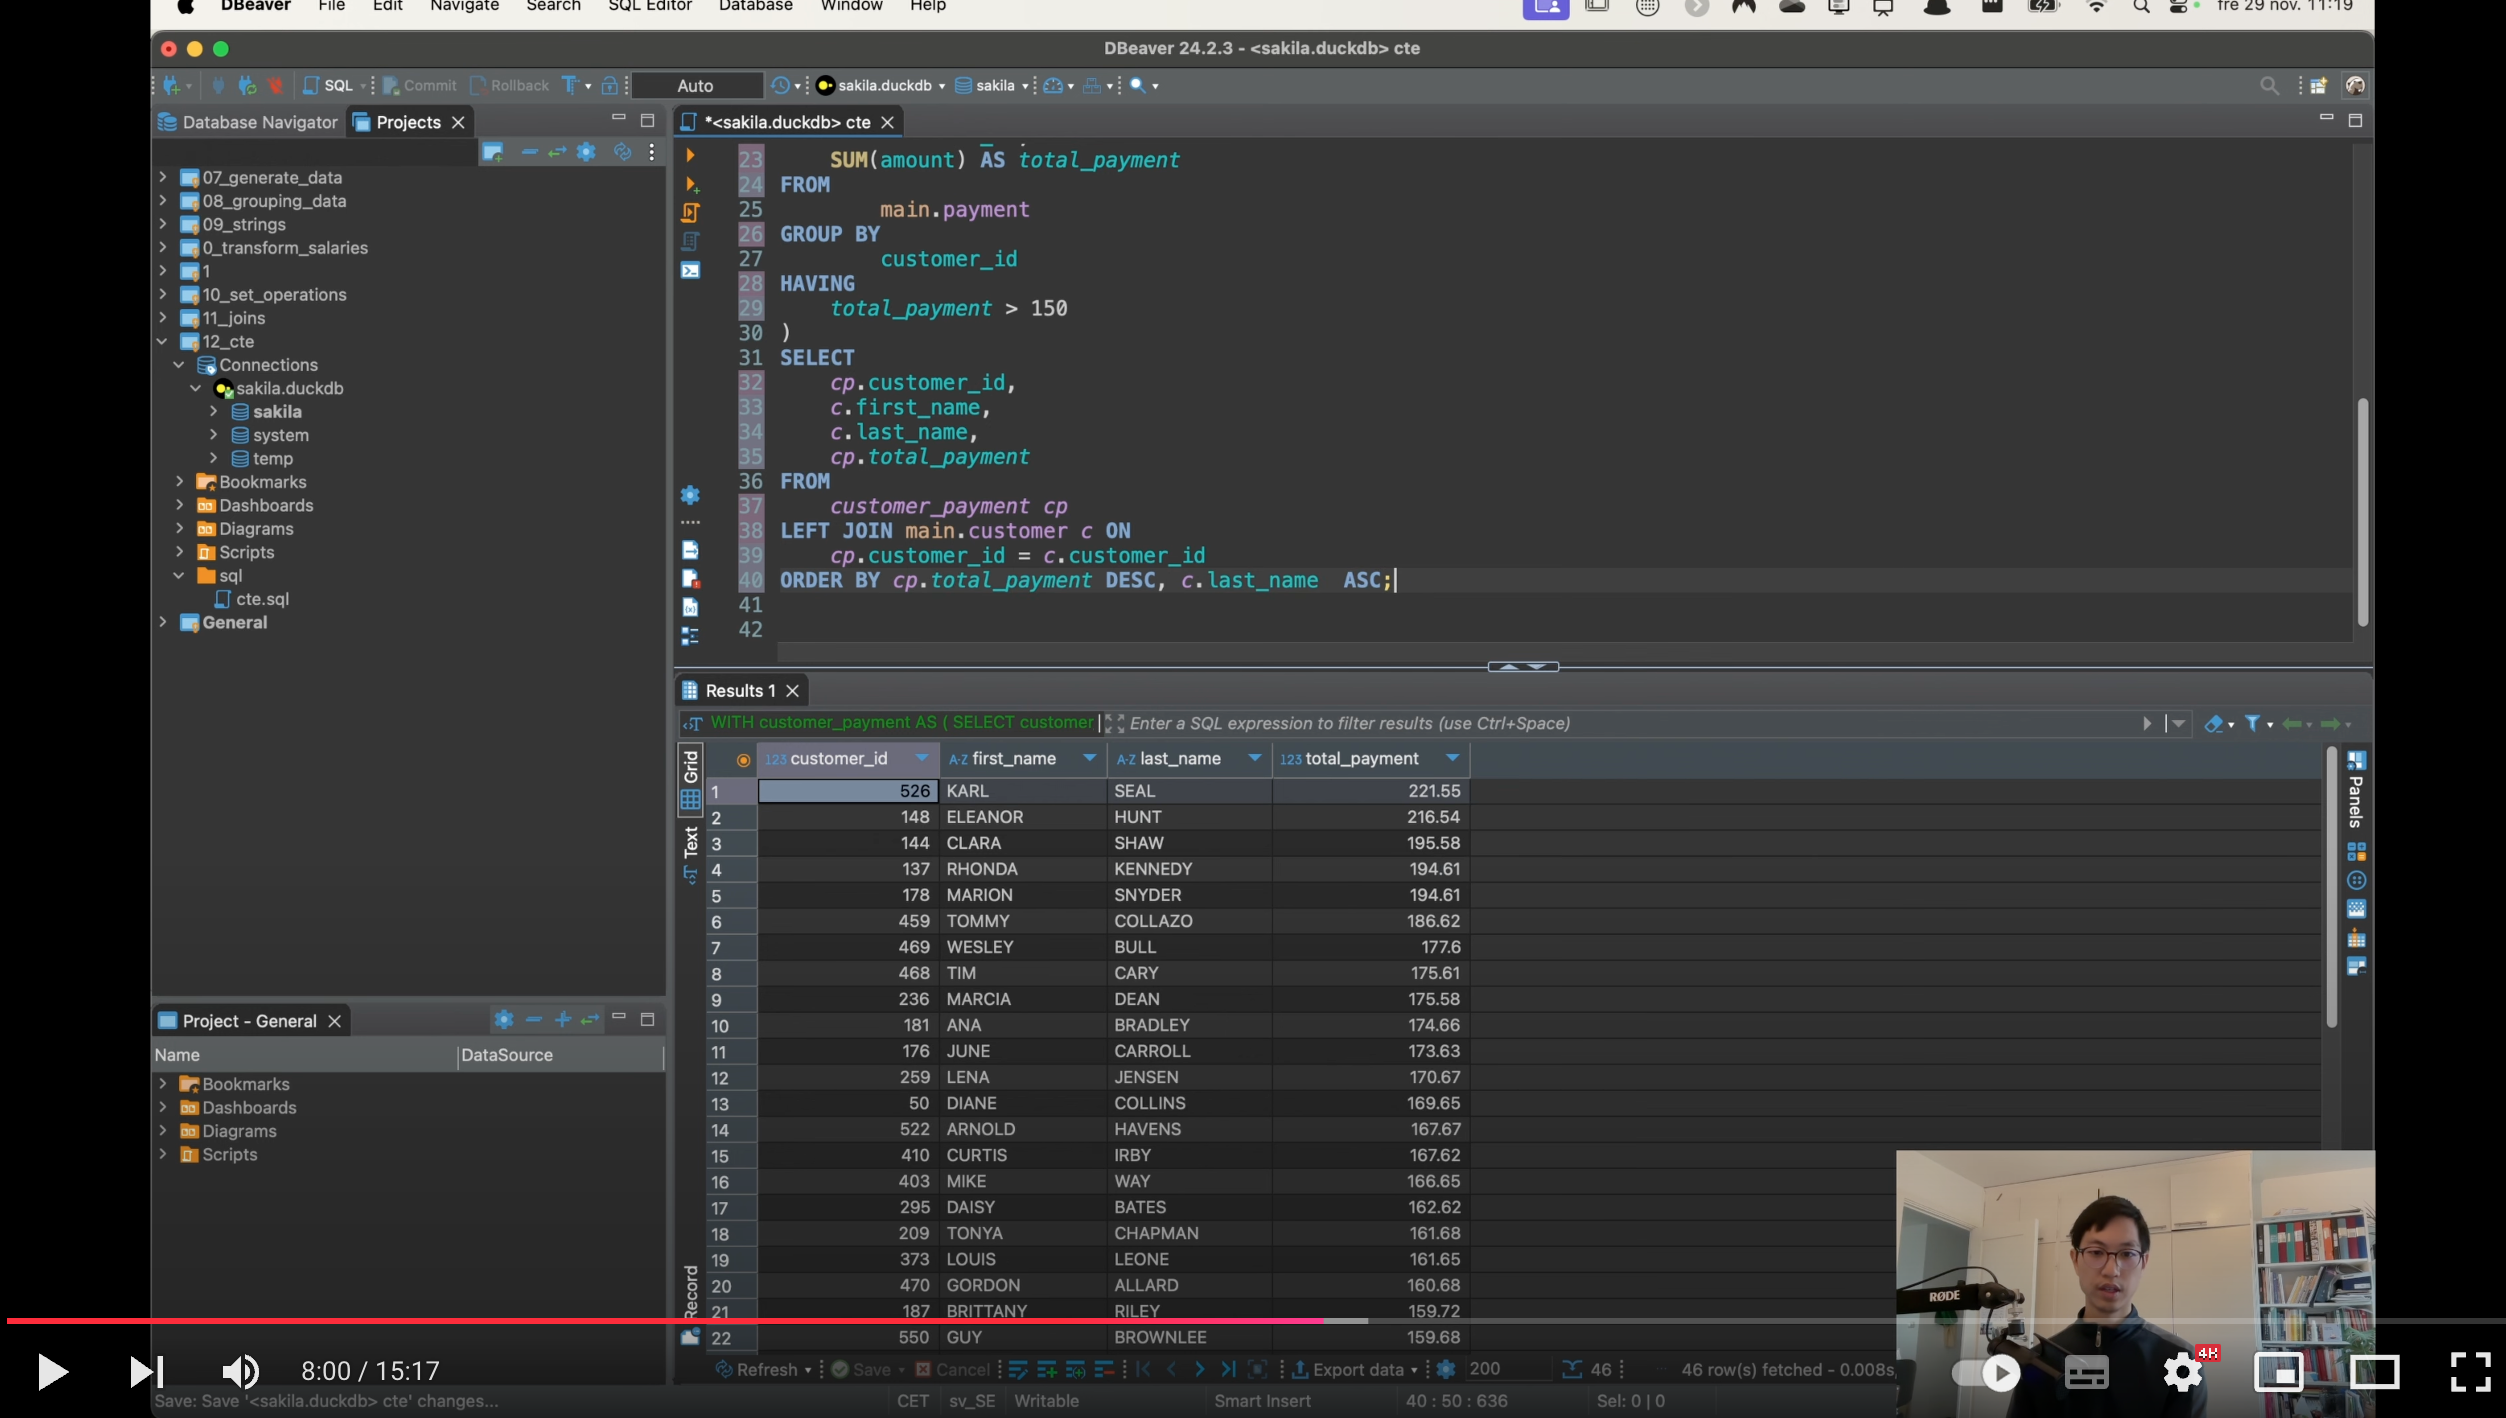 DBeaver File Edit Navigate Search SQL Editor Database Window Help fre 29 nov. 11:19
DBeaver 24.2.3 - <sakila.duckdb> cte
SQL Commit Rollback Auto sakila.duckdb sakila
Database Navigator Projects
07_generate_data
08_grouping_data
09_strings
0_transform_salaries
1
10_set_operations
11_joins
12_cte
Connections
sakila.duckdb
sakila
system
temp
Bookmarks
Dashboards
Diagrams
Scripts
sql
cte.sql
General
*<sakila.duckdb> cte
23 SUM(amount) AS total_payment
24 FROM
25 main.payment
26 GROUP BY
27 customer_id
28 HAVING
29 total_payment > 150
30 )
31 SELECT
32 cp.customer_id,
33 c.first_name,
34 c.last_name,
35 cp.total_payment
36 FROM
37 customer_payment cp
38 LEFT JOIN main.customer c ON
39 cp.customer_id = c.customer_id
40 ORDER BY cp.total_payment DESC, c.last_name ASC;
41
42
Results 1
WITH customer_payment AS ( SELECT customer Enter a SQL expression to filter results (use Ctrl+Space)
Grid
Text
Record
Panels
123 customer_id A-Z first_name A-Z last_name 123 total_payment
1 526 KARL SEAL 221.55
2 148 ELEANOR HUNT 216.54
3 144 CLARA SHAW 195.58
4 137 RHONDA KENNEDY 194.61
5 178 MARION SNYDER 194.61
6 459 TOMMY COLLAZO 186.62
7 469 WESLEY BULL 177.6
8 468 TIM CARY 175.61
9 236 MARCIA DEAN 175.58
10 181 ANA BRADLEY 174.66
11 176 JUNE CARROLL 173.63
12 259 LENA JENSEN 170.67
13 50 DIANE COLLINS 169.65
14 522 ARNOLD HAVENS 167.67
15 410 CURTIS IRBY 167.62
16 403 MIKE WAY 166.65
17 295 DAISY BATES 162.62
18 209 TONYA CHAPMAN 161.68
19 373 LOUIS LEONE 161.65
20 470 GORDON ALLARD 160.68
21 187 BRITTANY RILEY 159.72
22 550 GUY BROWNLEE 159.68
Project - General
Name DataSource
Bookmarks
Dashboards
Diagrams
Scripts
RØDE
Refresh Save Cancel Export data 200 46 46 row(s) fetched - 0.008s,
8:00 / 15:17
4K
Save: Save '<sakila.duckdb> cte' changes... CET sv_SE Writable Smart Insert 40 : 50 : 636 Sel: 0 | 0